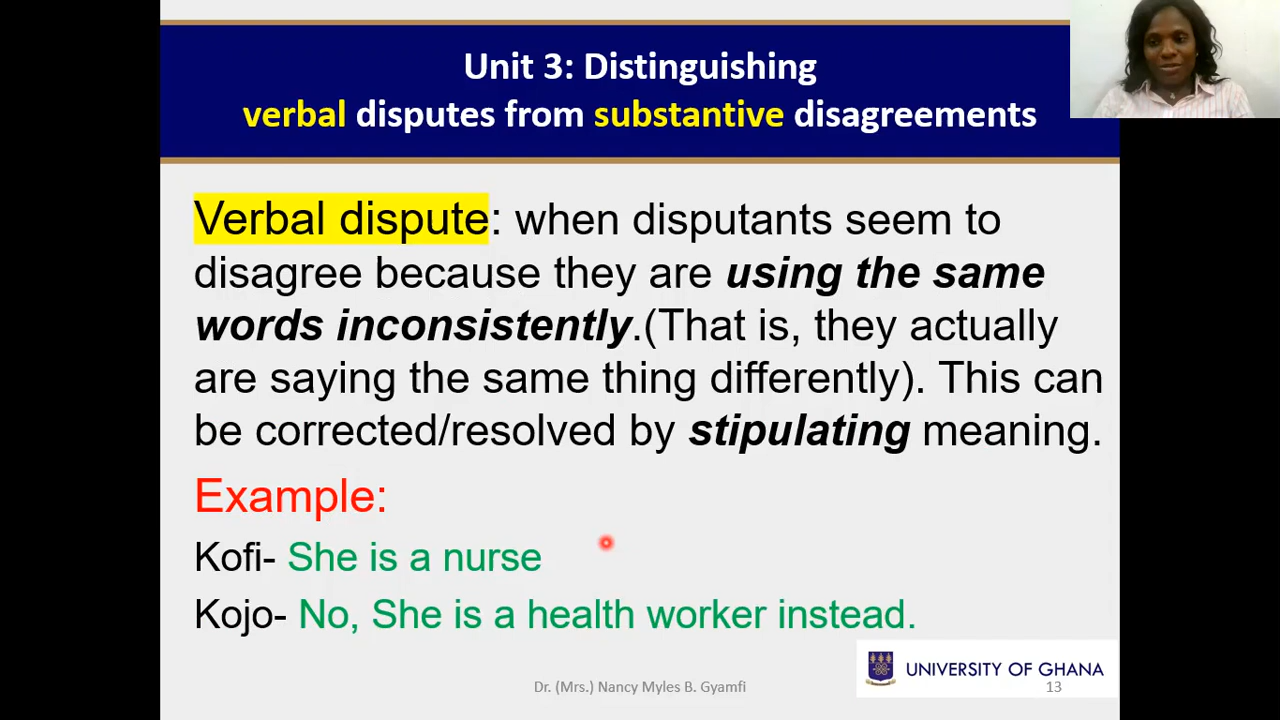 Unit 3: Distinguishing
verbal disputes from substantive disagreements
Verbal dispute: when disputants seem to
disagree because they are using the same
words inconsistently.(That is, they actually
are saying the same thing differently). This can
be corrected/resolved by stipulating meaning.
Example:
Kofi- She is a nurse
Kojo- No, She is a health worker instead.
UNIVERSITY OF GHANA
Dr. (Mrs.) Nancy Myles B. Gyamfi
13